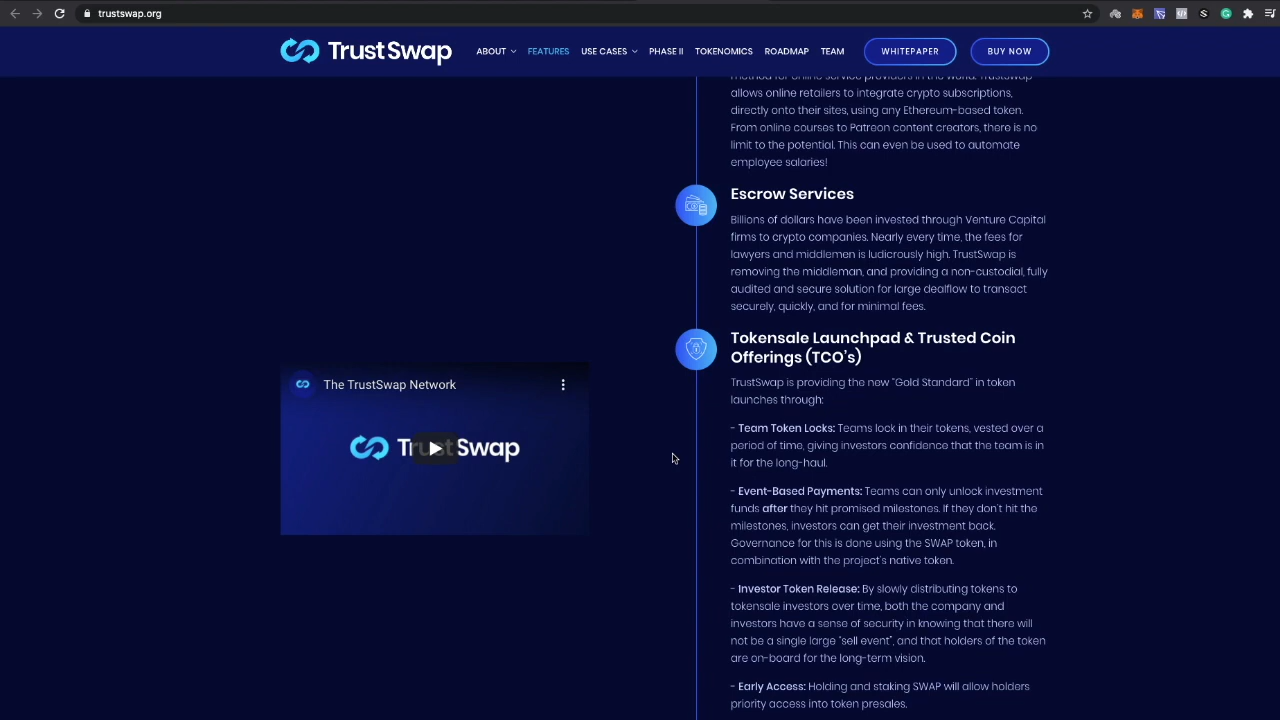 trustswap.org
TrustSwap
ABOUT FEATURES USE CASES PHASE II TOKENOMICS ROADMAP TEAM WHITEPAPER BUY NOW
method for online service providers in the world. TrustSwap
allows online retailers to integrate crypto subscriptions,
directly onto their sites, using any Ethereum-based token.
From online courses to Patreon content creators, there is no
limit to the potential. This can even be used to automate
employee salaries!
Escrow Services
Billions of dollars have been invested through Venture Capital
firms to crypto companies. Nearly every time, the fees for
lawyers and middlemen is ludicrously high. TrustSwap is
removing the middleman, and providing a non-custodial, fully
audited and secure solution for large dealflow to transact
securely, quickly, and for minimal fees.
Tokensale Launchpad & Trusted Coin
Offerings (TCO's)
TrustSwap is providing the new "Gold Standard" in token
launches through:
- Team Token Locks: Teams lock in their tokens, vested over a
period of time, giving investors confidence that the team is in
it for the long-haul.
- Event-Based Payments: Teams can only unlock investment
funds after they hit promised milestones. If they don't hit the
milestones, investors can get their investment back.
Governance for this is done using the SWAP token, in
combination with the project's native token.
- Investor Token Release: By slowly distributing tokens to
tokensale investors over time, both the company and
investors have a sense of security in knowing that there will
not be a single large "sell event", and that holders of the token
are on-board for the long-term vision.
- Early Access: Holding and staking SWAP will allow holders
priority access into token presales.
The TrustSwap Network
TrustSwap